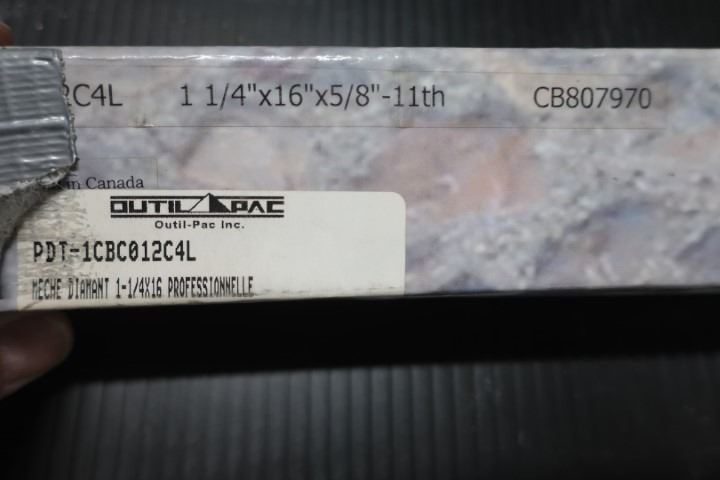 2C4L 1 1/4"x16"x5/8"-11th CB807970
in Canada
OUTIL PAC
Outil-Pac Inc.
PDT-1CBC012C4L
MECHE DIAMANT 1-1/4X16 PROFESSIONNELLE